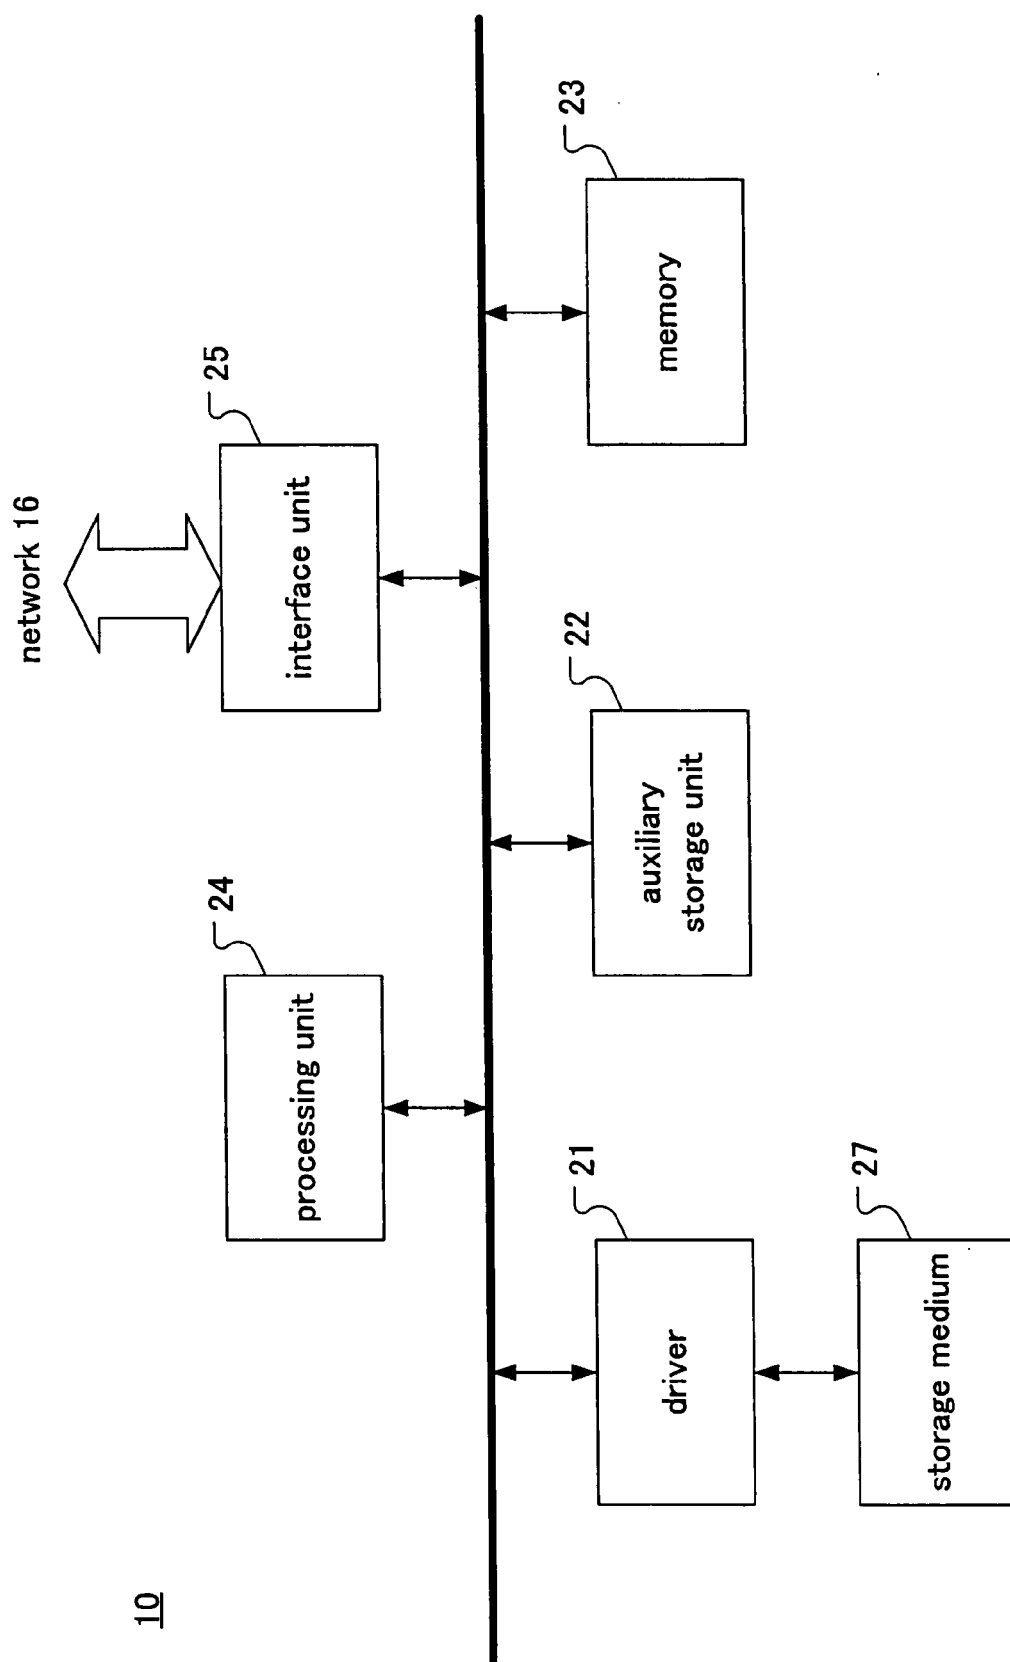 10
network 16
24
25
processing unit
interface unit
21
22
23
driver
auxiliary
storage unit
memory
27
storage medium